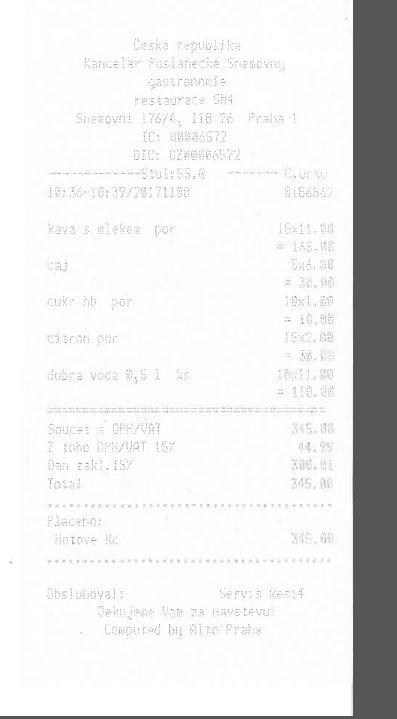 Ceska republika
Kancelar Poslanecke Snemovny
gastronomie
restaurace SN4
Snemovni 176/4, 118 26 Praha 1
IC: 00006572
DIC: CZ00006572
-------------Stul:55.0 ------- C.uctu
10:36-10:39/20171108 0186567
kava s mlekem por 15x11.00
= 165.00
caj 5x6.00
= 30.00
cukr hb por 10x1.00
= 10.00
citron por 15x2.00
= 30.00
dobra voda 0,5 l ks 10x11.00
= 110.00
====================================
Soucet s DPH/VAT 345.00
Z toho DPH/VAT 15% 44.99
Dan zakl.15% 300.01
Total 345.00
Placeno:
Hotove Kc 345.00
Obsluhoval: Servis Rest4
Dekujeme Vam za navstevu!
Computed by Alto Praha